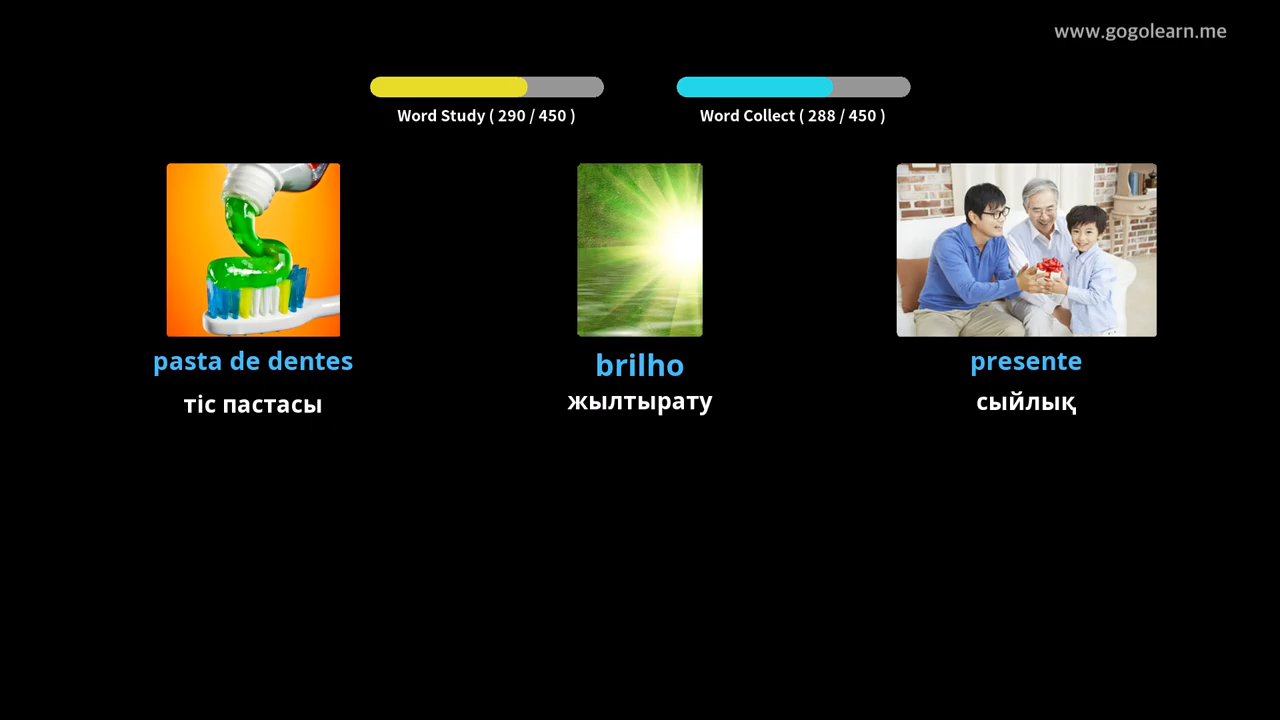 www.gogolearn.me
Word Study ( 290 / 450 )
Word Collect ( 288 / 450 )
pasta de dentes
brilho
presente
тіс пастасы
жылтырату
сыйлық